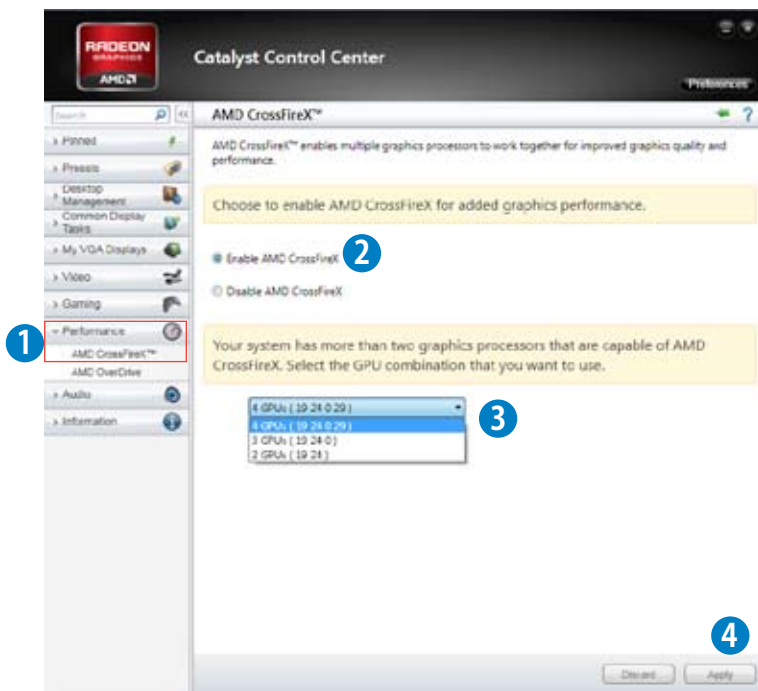 RADEON
GRAPHICS
AMD
Catalyst Control Center
Preferences
Search
AMD CrossFireX™
?
Pinned
Presets
Desktop
Management
Common Display
Tasks
My VGA Displays
Video
Gaming
Performance
AMD CrossFireX™
AMD OverDrive
Audio
Information
1
AMD CrossFireX™ enables multiple graphics processors to work together for improved graphics quality and
performance.
Choose to enable AMD CrossFireX for added graphics performance.
Enable AMD CrossFireX
2
Disable AMD CrossFireX
Your system has more than two graphics processors that are capable of AMD
CrossFireX. Select the GPU combination that you want to use.
4 GPUs ( 19 24 0 29 )
4 GPUs ( 19 24 0 29 )
3 GPUs ( 19 24 0 )
2 GPUs ( 19 24 )
3
4
Discard
Apply